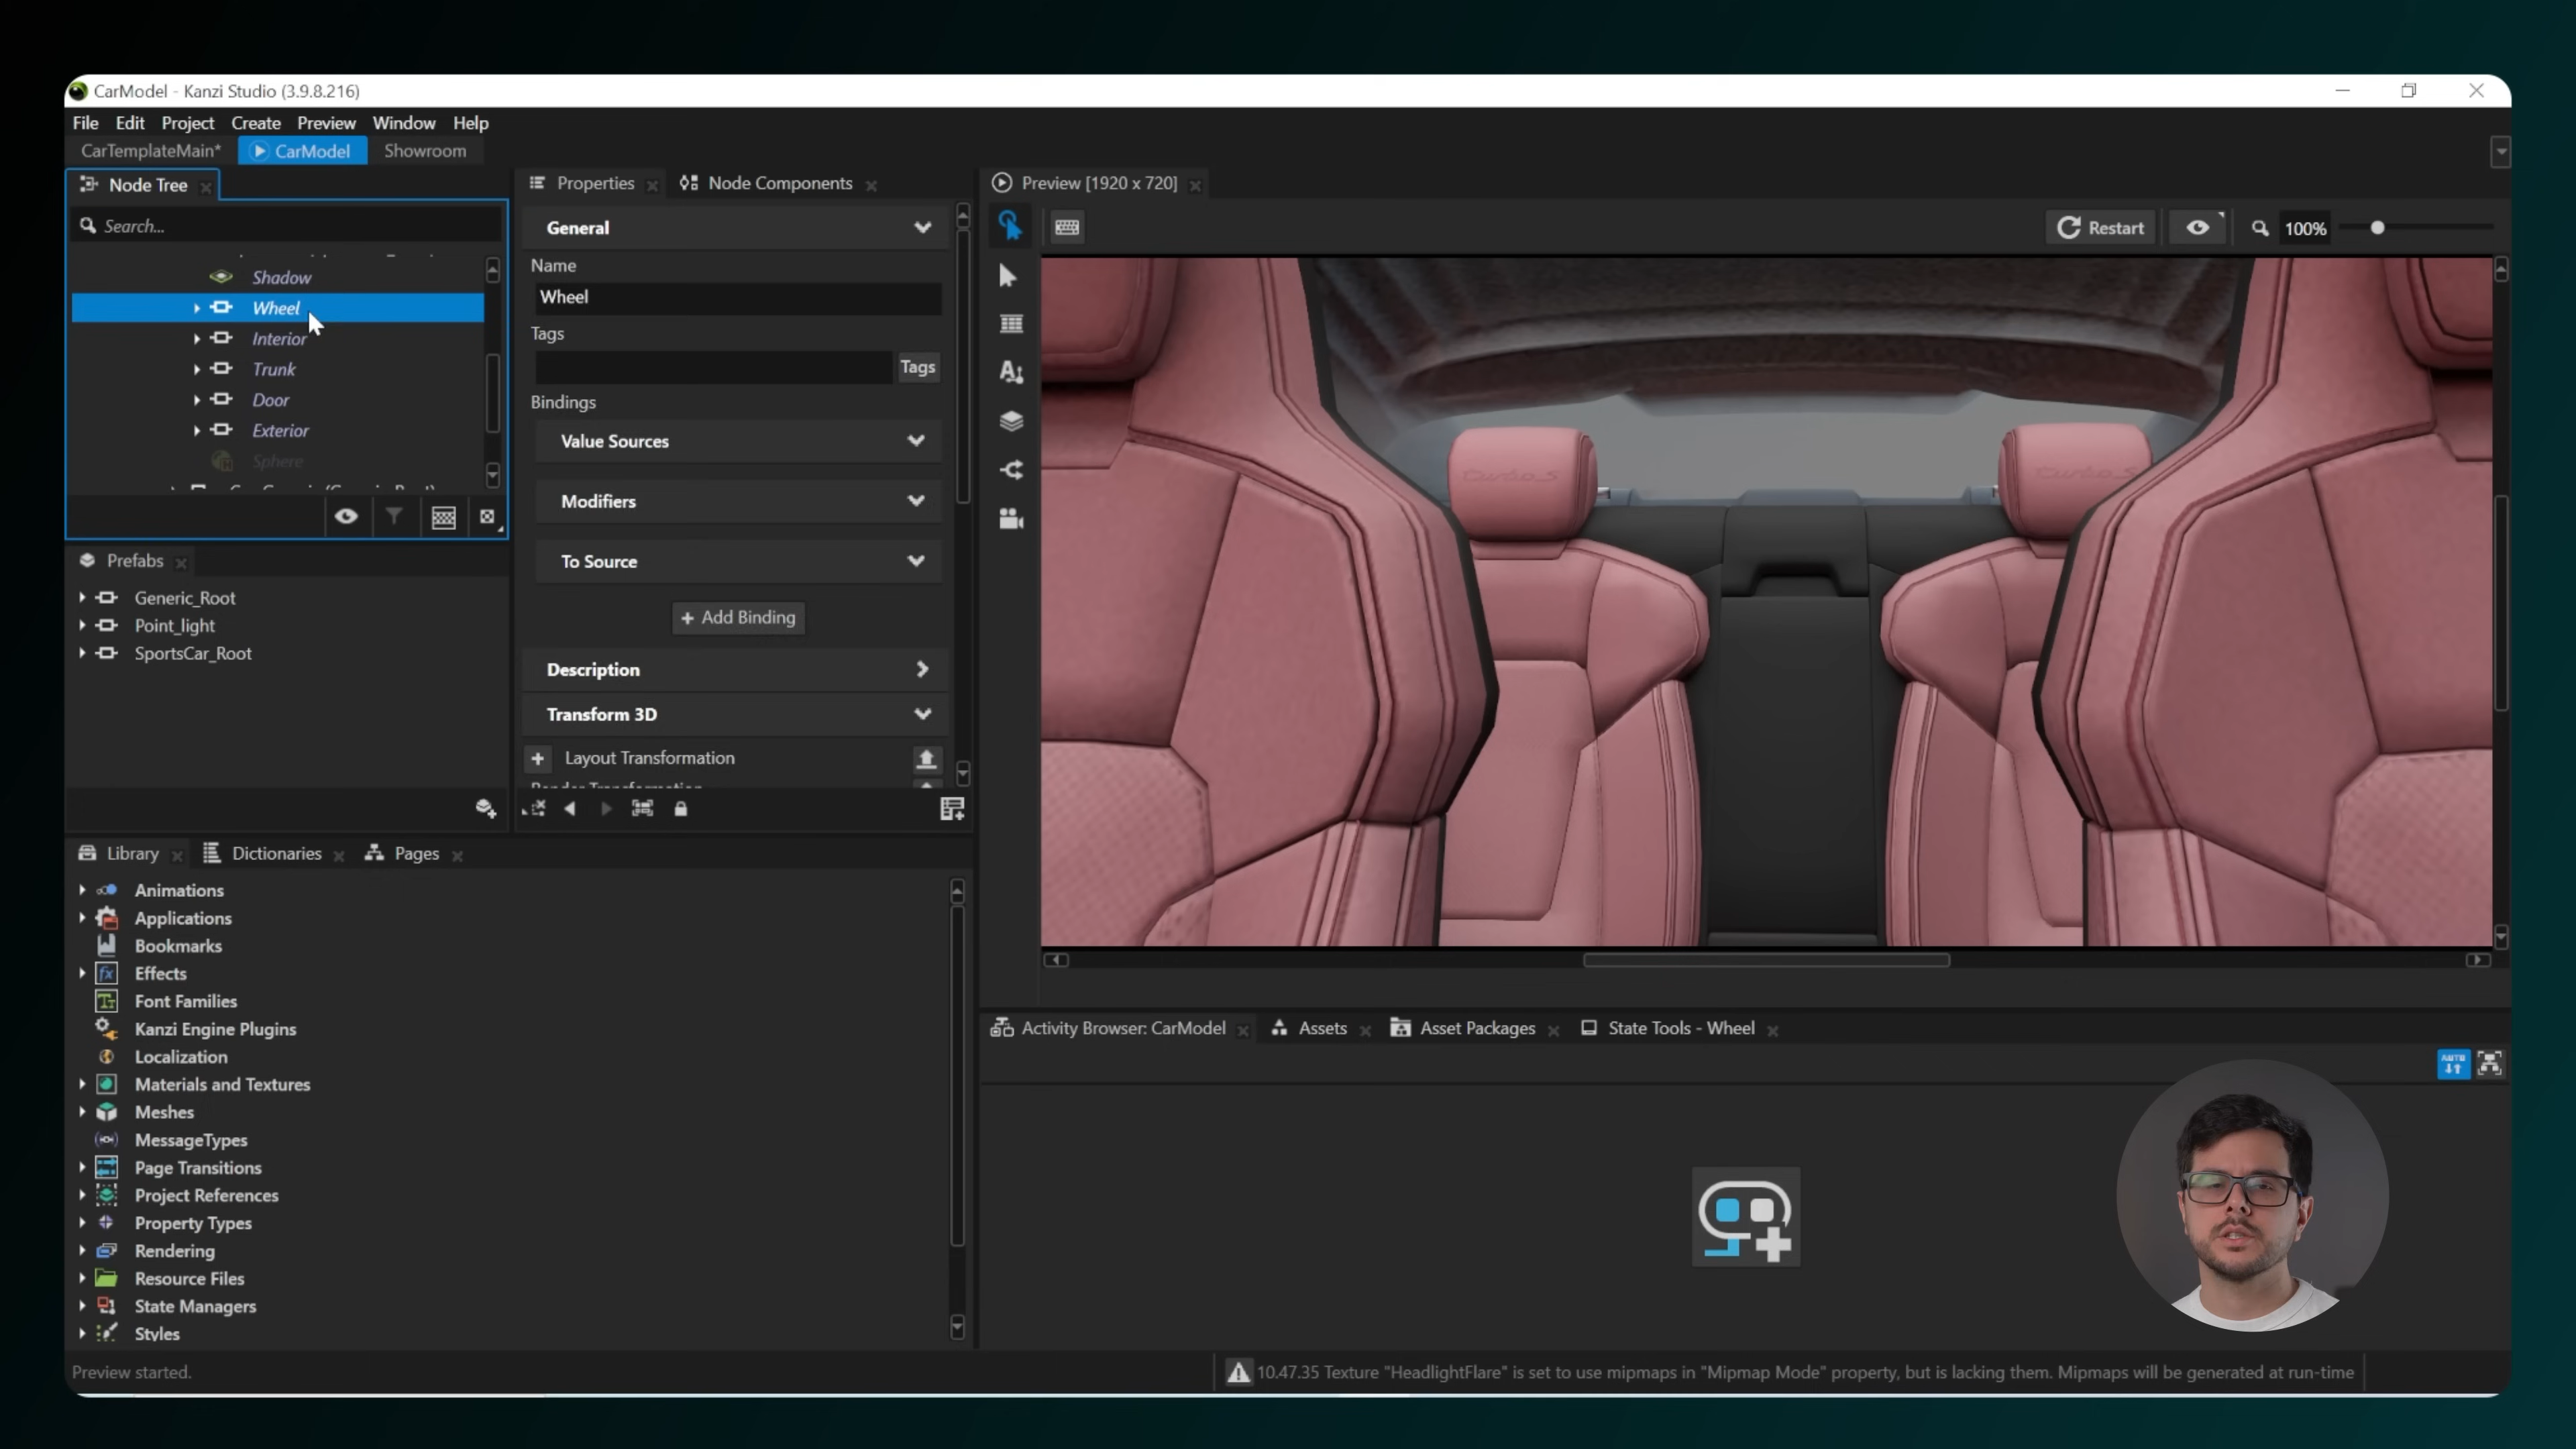 CarModel - Kanzi Studio (3.9.8.216)
File Edit Project Create Preview Window Help
CarTemplateMain* CarModel Showroom
Node Tree
Search...
Shadow
Wheel
Interior
Trunk
Door
Exterior
Sphere
Prefabs
Generic_Root
Point_light
SportsCar_Root
Properties Node Components
General
Name
Wheel
Tags
Tags
Bindings
Value Sources
Modifiers
To Source
+ Add Binding
Description
Transform 3D
Layout Transformation
Preview [1920 x 720]
Restart 100%
Turbo S
Turbo S
Library Dictionaries Pages
Animations
Applications
Bookmarks
Effects
Font Families
Kanzi Engine Plugins
Localization
Materials and Textures
Meshes
MessageTypes
Page Transitions
Project References
Property Types
Rendering
Resource Files
State Managers
Styles
Activity Browser: CarModel Assets Asset Packages State Tools - Wheel
AUTO
Preview started.
10.47.35 Texture "HeadlightFlare" is set to use mipmaps in "Mipmap Mode" property, but is lacking them. Mipmaps will be generated at run-time